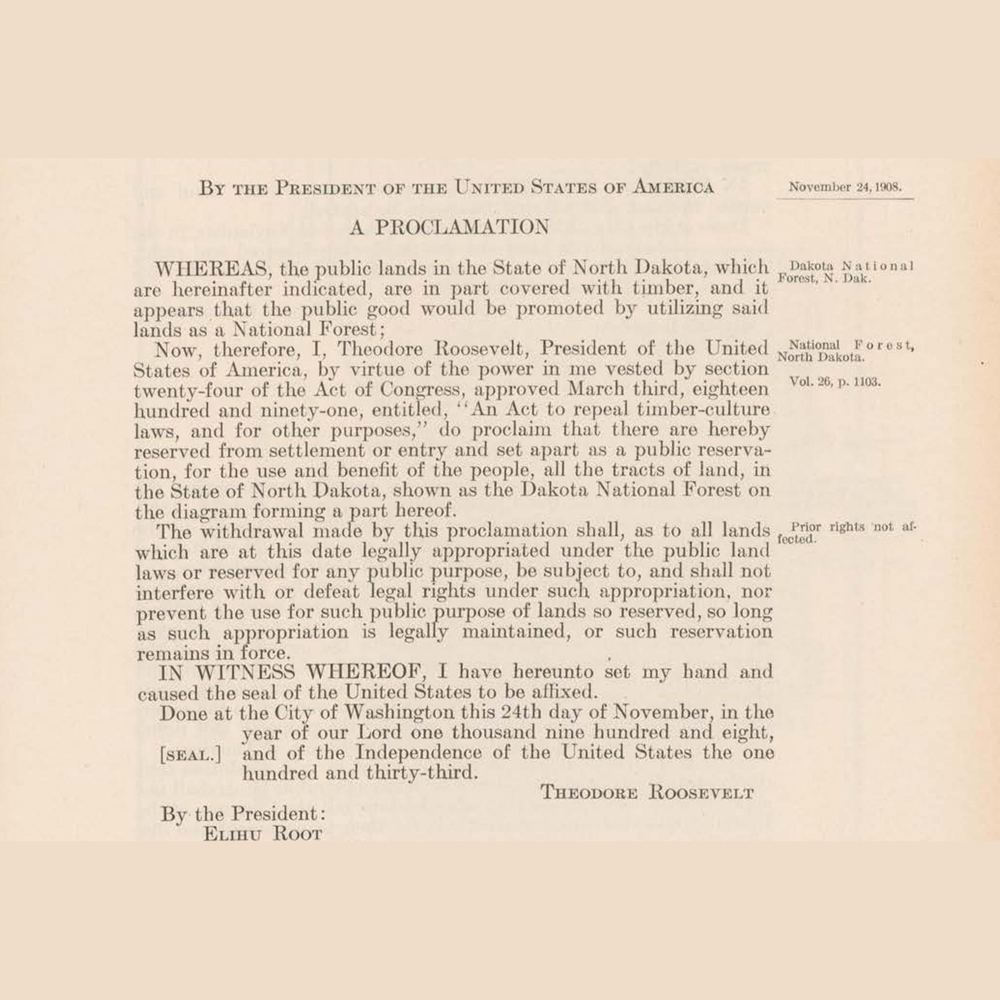 By the President of the United States of America
November 24, 1908.
A PROCLAMATION
WHEREAS, the public lands in the State of North Dakota, which
are hereinafter indicated, are in part covered with timber, and it
appears that the public good would be promoted by utilizing said
lands as a National Forest;
Dakota National
Forest, N. Dak.
Now, therefore, I, Theodore Roosevelt, President of the United
States of America, by virtue of the power in me vested by section
twenty-four of the Act of Congress, approved March third, eighteen
hundred and ninety-one, entitled, “An Act to repeal timber-culture
laws, and for other purposes,” do proclaim that there are hereby
reserved from settlement or entry and set apart as a public reserva-
tion, for the use and benefit of the people, all the tracts of land, in
the State of North Dakota, shown as the Dakota National Forest on
the diagram forming a part hereof.
National Forest,
North Dakota.
Vol. 26, p. 1103.
The withdrawal made by this proclamation shall, as to all lands
which are at this date legally appropriated under the public land
laws or reserved for any public purpose, be subject to, and shall not
interfere with or defeat legal rights under such appropriation, nor
prevent the use for such public purpose of lands so reserved, so long
as such appropriation is legally maintained, or such reservation
remains in force.
Prior rights not af-
fected.
IN WITNESS WHEREOF, I have hereunto set my hand and
caused the seal of the United States to be affixed.
Done at the City of Washington this 24th day of November, in the
year of our Lord one thousand nine hundred and eight,
[SEAL.] and of the Independence of the United States the one
hundred and thirty-third.
Theodore Roosevelt
By the President:
Elihu Root